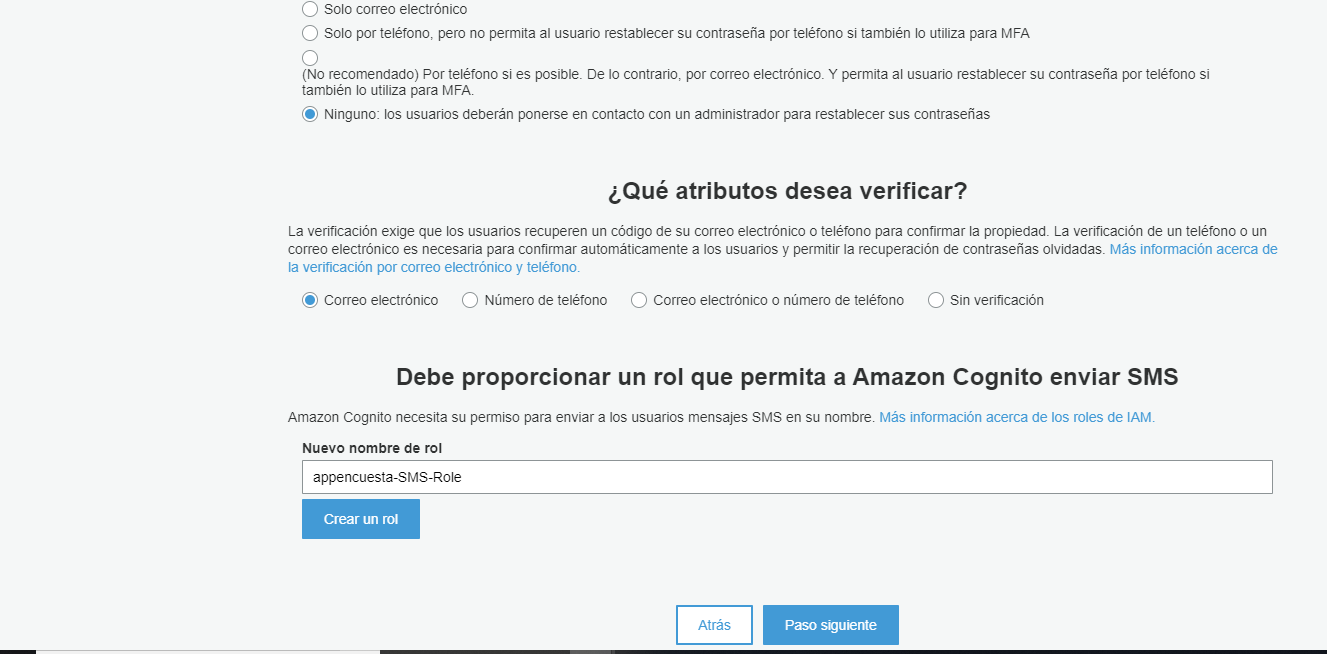 Solo correo electrónico
Solo por teléfono, pero no permita al usuario restablecer su contraseña por teléfono si también lo utiliza para MFA
(No recomendado) Por teléfono si es posible. De lo contrario, por correo electrónico. Y permita al usuario restablecer su contraseña por teléfono si
también lo utiliza para MFA.
Ninguno: los usuarios deberán ponerse en contacto con un administrador para restablecer sus contraseñas
¿Qué atributos desea verificar?
La verificación exige que los usuarios recuperen un código de su correo electrónico o teléfono para confirmar la propiedad. La verificación de un teléfono o un
correo electrónico es necesaria para confirmar automáticamente a los usuarios y permitir la recuperación de contraseñas olvidadas. Más información acerca de
la verificación por correo electrónico y teléfono.
Correo electrónico Número de teléfono Correo electrónico o número de teléfono Sin verificación
Debe proporcionar un rol que permita a Amazon Cognito enviar SMS
Amazon Cognito necesita su permiso para enviar a los usuarios mensajes SMS en su nombre. Más información acerca de los roles de IAM.
Nuevo nombre de rol
appencuesta-SMS-Role
Crear un rol
Atrás Paso siguiente